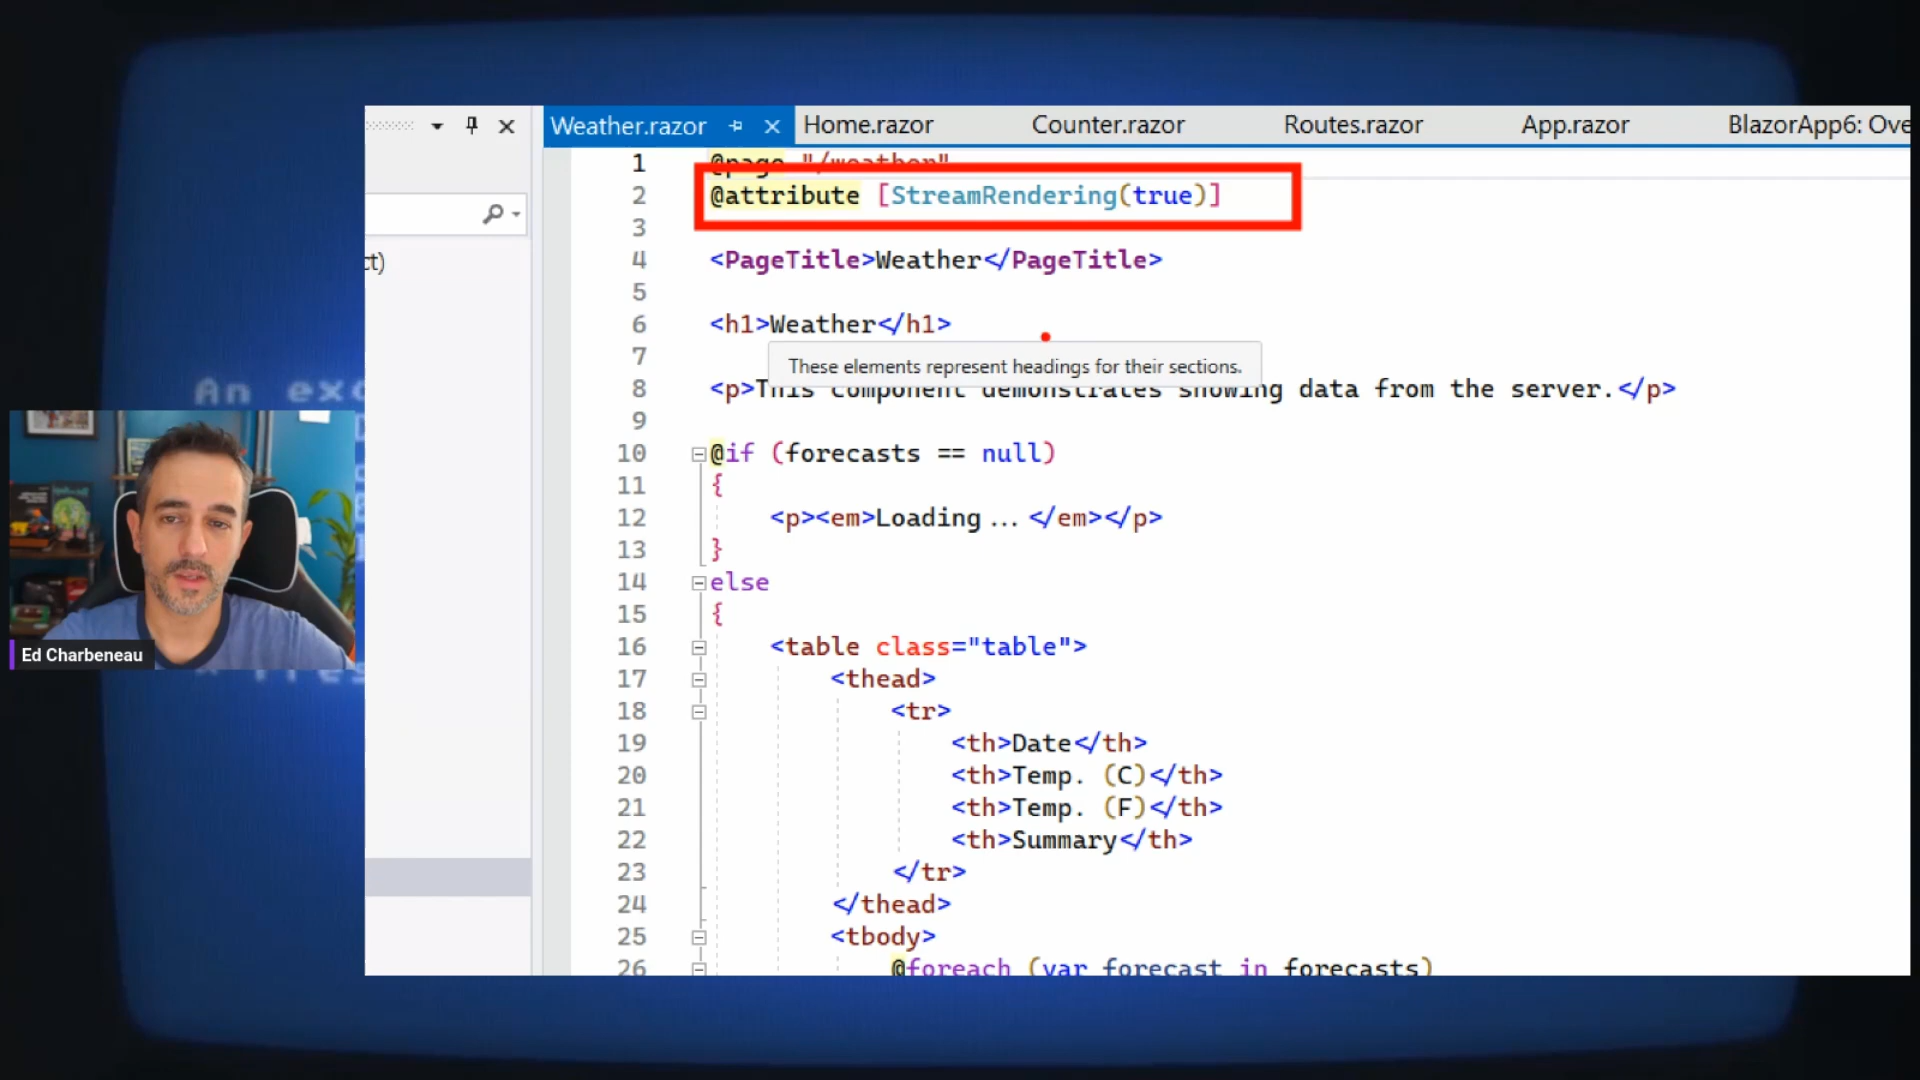 Weather.razor
Home.razor
Counter.razor
Routes.razor
App.razor
BlazorApp6: Ove
ct)
1 @page "/weather"
2 @attribute [StreamRendering(true)]
3
4 <PageTitle>Weather</PageTitle>
5
6 <h1>Weather</h1>
7
These elements represent headings for their sections.
8 <p>This component demonstrates showing data from the server.</p>
9
10 @if (forecasts == null)
11 {
12 <p><em>Loading ... </em></p>
13 }
14 else
15 {
16 <table class="table">
17 <thead>
18 <tr>
19 <th>Date</th>
20 <th>Temp. (C)</th>
21 <th>Temp. (F)</th>
22 <th>Summary</th>
23 </tr>
24 </thead>
25 <tbody>
26 @foreach (var forecast in forecasts)
An exc
Ed Charbeneau